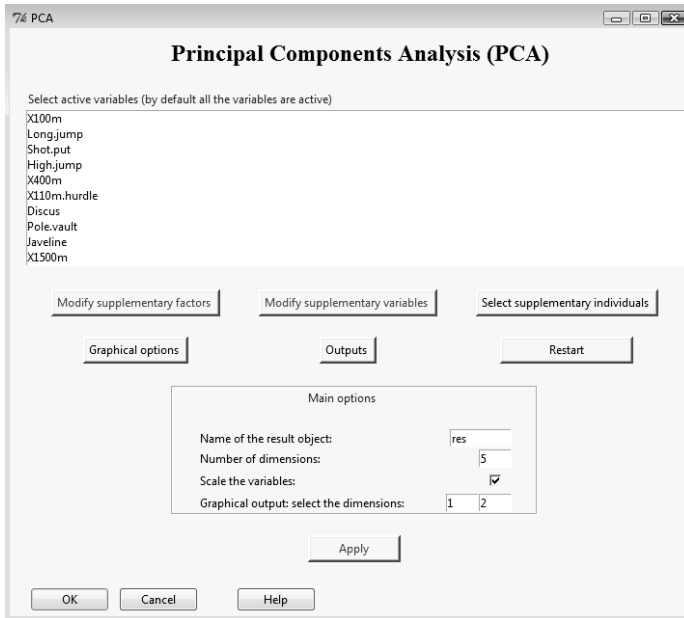 7% PCA
Principal Components Analysis (PCA)
Select active variables (by default all the variables are active)
X100m
Long.jump
Shot.put
High.jump
X400m
X110m.hurdle
Discus
Pole.vault
Javeline
X1500m
Modify supplementary factors Modify supplementary variables Select supplementary individuals
Graphical options Outputs Restart
Main options
Name of the result object: res
Number of dimensions: 5
Scale the variables:
Graphical output: select the dimensions: 1 2
Apply
OK Cancel Help